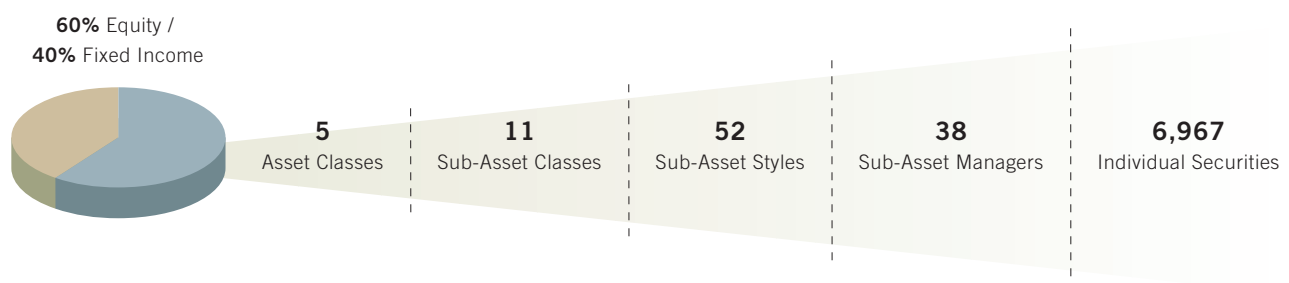 60% Equity /
40% Fixed Income
5
Asset Classes
11
Sub-Asset Classes
52
Sub-Asset Styles
38
Sub-Asset Managers
6,967
Individual Securities